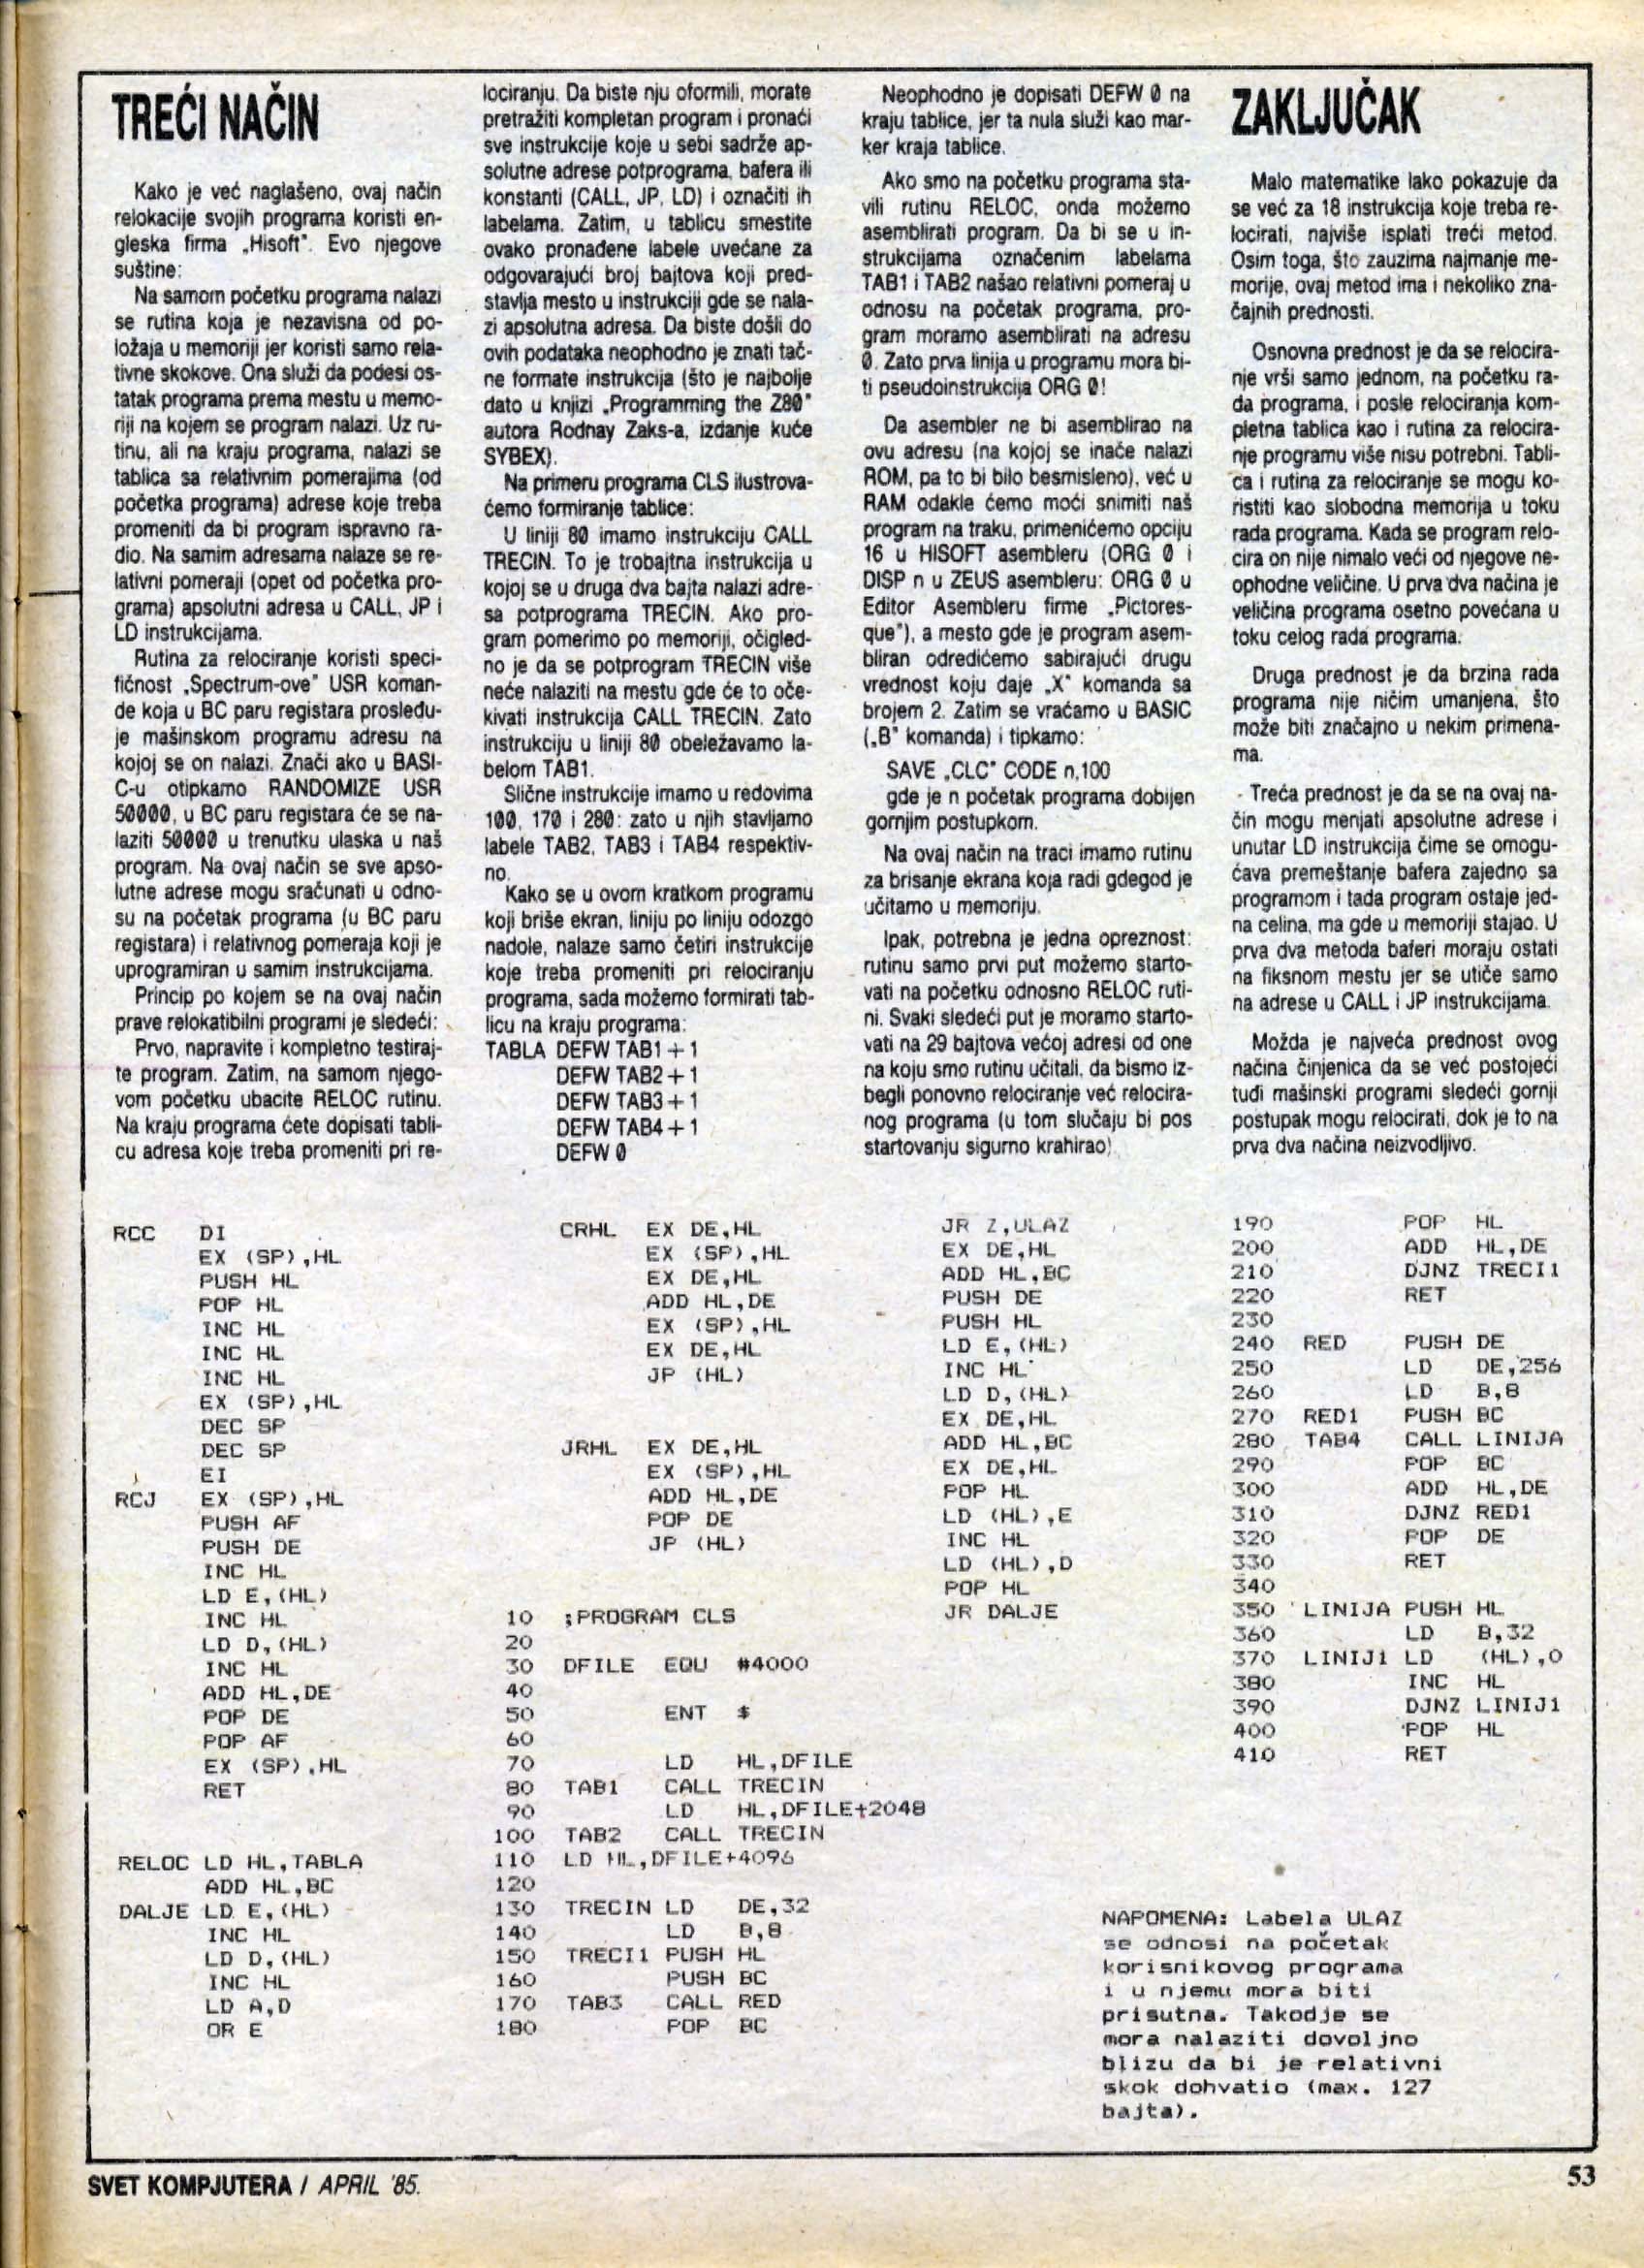 TREĆI NAČIN
Kako je već naglašeno, ovaj način
relokacije svojih programa koristi en-
gleska firma „Hisoft". Evo njegove
suštine:
Na samom početku programa nalazi
se rutina koja je nezavisna od po-
ložaja u memoriji jer koristi samo rela-
tivne skokove. Ona služi da podesi os-
tatak programa prema mestu u memo-
riji na kojem se program nalazi. Uz ru-
tinu, ali na kraju programa, nalazi se
tablica sa relativnim pomerajima (od
početka programa) adrese koje treba
promeniti da bi program ispravno ra-
dio. Na samim adresama nalaze se re-
lativni pomeraji (opet od početka pro-
grama) apsolutni adresa u CALL, JP i
LD instrukcijama.
Rutina za relociranje koristi speci-
fičnost „Spectrum-ove" USR koman-
de koja u BC paru registara prosleđu-
je mašinskom programu adresu na
kojoj se on nalazi. Znači ako u BASI-
C-u otipkamo RANDOMIZE USR
50000, u BC paru registara će se na-
laziti 50000 u trenutku ulaska u naš
program. Na ovaj način se sve apso-
lutne adrese mogu sračunati u odno-
su na početak programa (u BC paru
registara) i relativnog pomeraja koji je
uprogramiran u samim instrukcijama.
Princip po kojem se na ovaj način
prave relokatibilni programi je sledeći:
Prvo, napravite i kompletno testiraj-
te program. Zatim, na samom njego-
vom početku ubacite RELOC rutinu.
Na kraju programa ćete dopisati tabli-
cu adresa koje treba promeniti pri re-
lociranju. Da biste nju oformili, morate
pretražiti kompletan program i pronaći
sve instrukcije koje u sebi sadrže ap-
solutne adrese potprograma, bafera ili
konstanti (CALL, JP, LD) i označiti ih
labelama. Zatim, u tablicu smestite
ovako pronađene labele uvećane za
odgovarajući broj bajtova koji pred-
stavlja mesto u instrukciji gde se nala-
zi apsolutna adresa. Da biste došli do
ovih podataka neophodno je znati tač-
ne formate instrukcija (što je najbolje
dato u knjizi „Programming the Z80"
autora Rodnay Zaks-a, izdanje kuće
SYBEX).
Na primeru programa CLS ilustrova-
ćemo formiranje tablice:
U liniji 80 imamo instrukciju CALL
TRECIN. To je trobajtna instrukcija u
kojoj se u druga dva bajta nalazi adre-
sa potprograma TRECIN. Ako pro-
gram pomerimo po memoriji, očigled-
no je da se potprogram TRECIN više
neće nalaziti na mestu gde će to oče-
kivati instrukcija CALL TRECIN. Zato
instrukciju u liniji 80 obeležavamo la-
belom TAB1.
Slične instrukcije imamo u redovima
100, 170 i 280: zato u njih stavljamo
labele TAB2, TAB3 i TAB4 respektiv-
no.
Kako se u ovom kratkom programu
koji briše ekran, liniju po liniju odozgo
nadole, nalaze samo četiri instrukcije
koje treba promeniti pri relociranju
programa, sada možemo formirati tab-
licu na kraju programa:
TABLA DEFW TAB1 + 1
DEFW TAB2 + 1
DEFW TAB3 + 1
DEFW TAB4 + 1
DEFW 0
Neophodno je dopisati DEFW 0 na
kraju tablice, jer ta nula služi kao mar-
ker kraja tablice.
Ako smo na početku programa sta-
vili rutinu RELOC, onda možemo
asemblirati program. Da bi se u in-
strukcijama označenim labelama
TAB1 i TAB2 našao relativni pomeraj u
odnosu na početak programa, pro-
gram moramo asemblirati na adresu
0. Zato prva linija u programu mora bi-
ti pseudoinstrukcija ORG 0!
Da asembler ne bi asemblirao na
ovu adresu (na kojoj se inače nalazi
ROM, pa to bi bilo besmisleno), već u
RAM odakle ćemo moći snimiti naš
program na traku, primenićemo opciju
16 u HISOFT asembleru (ORG 0 i
DISP n u ZEUS asembleru: ORG 0 u
Editor Asembleru firme „Pictores-
que"), a mesto gde je program asem-
bliran odredićemo sabirajući drugu
vrednost koju daje „X" komanda sa
brojem 2. Zatim se vraćamo u BASIC
(„B" komanda) i tipkamo:
SAVE „CLC" CODE n,100
gde je n početak programa dobijen
gornjim postupkom.
Na ovaj način na traci imamo rutinu
za brisanje ekrana koja radi gdegod je
učitamo u memoriju.
Ipak, potrebna je jedna opreznost:
rutinu samo prvi put možemo starto-
vati na početku odnosno RELOC ruti-
ni. Svaki sledeći put je moramo starto-
vati na 29 bajtova većoj adresi od one
na koju smo rutinu učitali, da bismo iz-
begli ponovno relociranje već relocira-
nog programa (u tom slučaju bi pos
startovanju sigurno krahirao)
ZAKLJUČAK
Malo matematike lako pokazuje da
se već za 18 instrukcija koje treba re-
locirati, najviše isplati treći metod.
Osim toga, što zauzima najmanje me-
morije, ovaj metod ima i nekoliko zna-
čajnih prednosti.
Osnovna prednost je da se relocira-
nje vrši samo jednom, na početku ra-
da programa, i posle relociranja kom-
pletna tablica kao i rutina za relocira-
nje programu više nisu potrebni. Tabli-
ca i rutina za relociranje se mogu ko-
ristiti kao slobodna memorija u toku
rada programa. Kada se program relo-
cira on nije nimalo veći od njegove ne-
ophodne veličine. U prva dva načina je
veličina programa osetno povećana u
toku celog rada programa.
Druga prednost je da brzina rada
programa nije ničim umanjena, što
može biti značajno u nekim primena-
ma.
Treća prednost je da se na ovaj na-
čin mogu menjati apsolutne adrese i
unutar LD instrukcija čime se omogu-
ćava premeštanje bafera zajedno sa
programom i tada program ostaje jed-
na celina, ma gde u memoriji stajao. U
prva dva metoda baferi moraju ostati
na fiksnom mestu jer se utiče samo
na adrese u CALL i JP instrukcijama.
Možda je najveća prednost ovog
načina činjenica da se već postojeći
tuđi mašinski programi sledeći gornji
postupak mogu relocirati, dok je to na
prva dva načina neizvodljivo.
RCC DI
EX (SP),HL
PUSH HL
POP HL
INC HL
INC HL
INC HL
EX (SP),HL
DEC SP
DEC SP
EI
RCJ EX (SP),HL
PUSH AF
PUSH DE
INC HL
LD E,(HL)
INC HL
LD D,(HL)
INC HL
ADD HL,DE
POP DE
POP AF
EX (SP),HL
RET
RELOC LD HL,TABLA
ADD HL,BC
DALJE LD E,(HL)
INC HL
LD D,(HL)
INC HL
LD A,D
OR E
CRHL EX DE,HL
EX (SP),HL
EX DE,HL
ADD HL,DE
EX (SP),HL
EX DE,HL
JP (HL)
JRHL EX DE,HL
EX (SP),HL
ADD HL,DE
POP DE
JP (HL)
10 ;PROGRAM CLS
20
30 DFILE EQU #4000
40
50 ENT $
60
70 LD HL,DFILE
80 TAB1 CALL TRECIN
90 LD HL,DFILE+2048
100 TAB2 CALL TRECIN
110 LD HL,DFILE+4096
120
130 TRECIN LD DE,32
140 LD B,8
150 TRECI1 PUSH HL
160 PUSH BC
170 TAB3 CALL RED
180 POP BC
JR Z,ULAZ
EX DE,HL
ADD HL,BC
PUSH DE
PUSH HL
LD E,(HL)
INC HL
LD D,(HL)
EX DE,HL
ADD HL,BC
EX DE,HL
POP HL
LD (HL),E
INC HL
LD (HL),D
POP HL
JR DALJE
190 POP HL
200 ADD HL,DE
210 DJNZ TRECI1
220 RET
230
240 RED PUSH DE
250 LD DE,256
260 LD B,8
270 RED1 PUSH BC
280 TAB4 CALL LINIJA
290 POP BC
300 ADD HL,DE
310 DJNZ RED1
320 POP DE
330 RET
340
350 LINIJA PUSH HL
360 LD B,32
370 LINIJ1 LD (HL),0
380 INC HL
390 DJNZ LINIJ1
400 POP HL
410 RET
NAPOMENA: Labela ULAZ
se odnosi na početak
korisnikovog programa
i u njemu mora biti
prisutna. Takodje se
mora nalaziti dovoljno
blizu da bi je relativni
skok dohvatio (max. 127
bajta).
SVET KOMPJUTERA / APRIL '85.
53